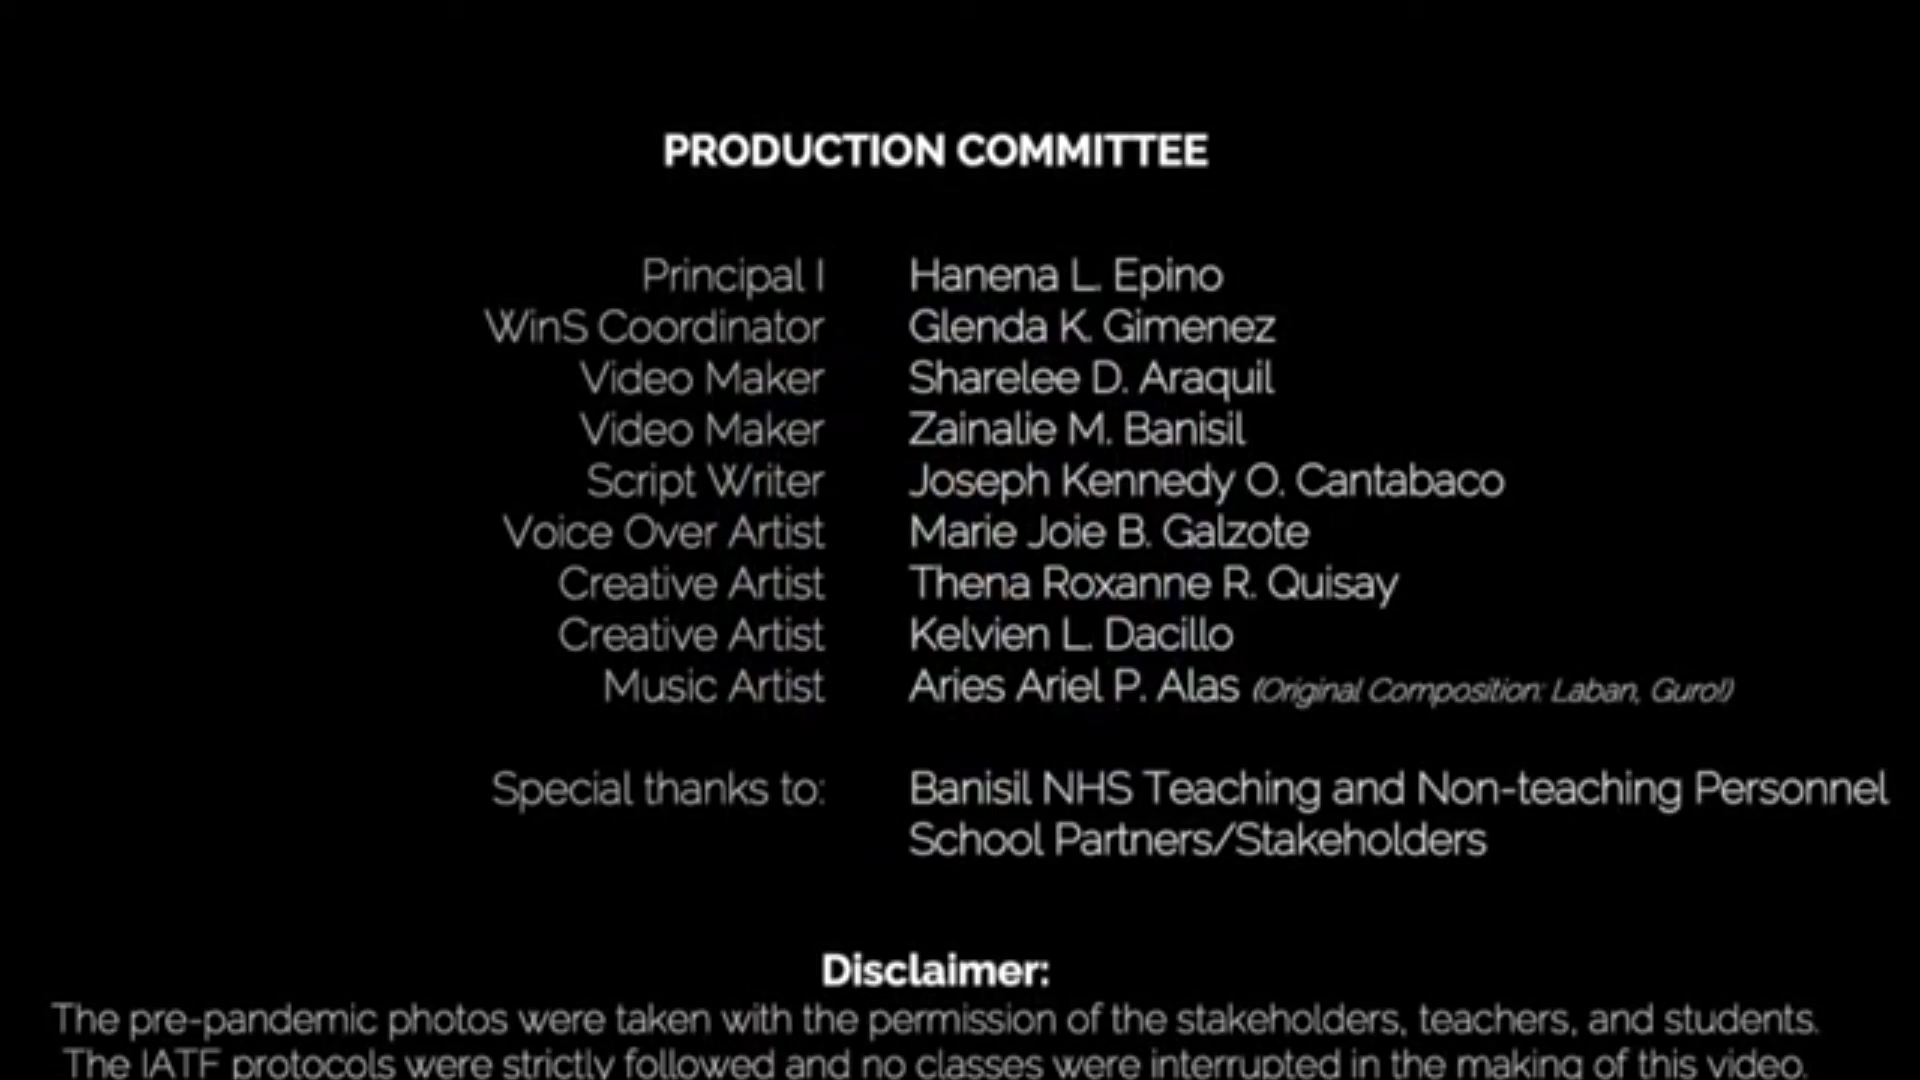 PRODUCTION COMMITTEE
Principal I Hanena L. Epino
WinS Coordinator Glenda K. Gimenez
Video Maker Sharelee D. Araquil
Video Maker Zainalie M. Banisil
Script Writer Joseph Kennedy O. Cantabaco
Voice Over Artist Marie Joie B. Galzote
Creative Artist Thena Roxanne R. Quisay
Creative Artist Kelvien L. Dacillo
Music Artist Aries Ariel P. Alas (Original Composition: Laban, Guro!)
Special thanks to: Banisil NHS Teaching and Non-teaching Personnel
School Partners/Stakeholders
Disclaimer:
The pre-pandemic photos were taken with the permission of the stakeholders, teachers, and students.
The IATF protocols were strictly followed and no classes were interrupted in the making of this video.